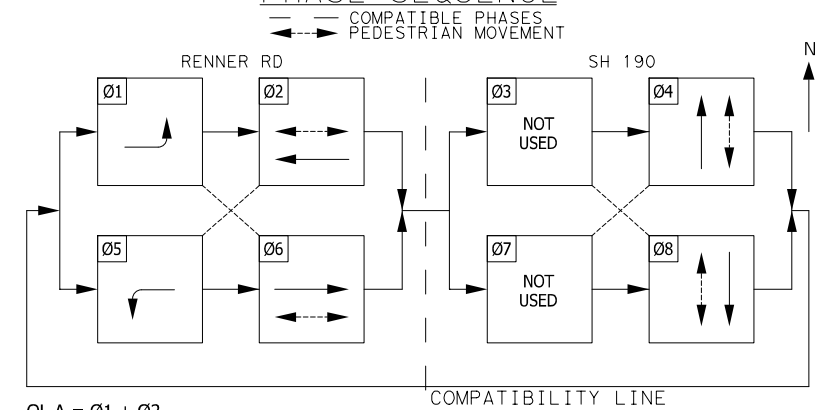 PHASE SEQUENCE
COMPATIBLE PHASES
PEDESTRIAN MOVEMENT
RENNER RD
SH 190
N
Ø1
Ø2
Ø3
NOT
USED
Ø4
Ø5
Ø6
Ø7
NOT
USED
Ø8
COMPATIBILITY LINE
OL A = Ø1 + Ø2